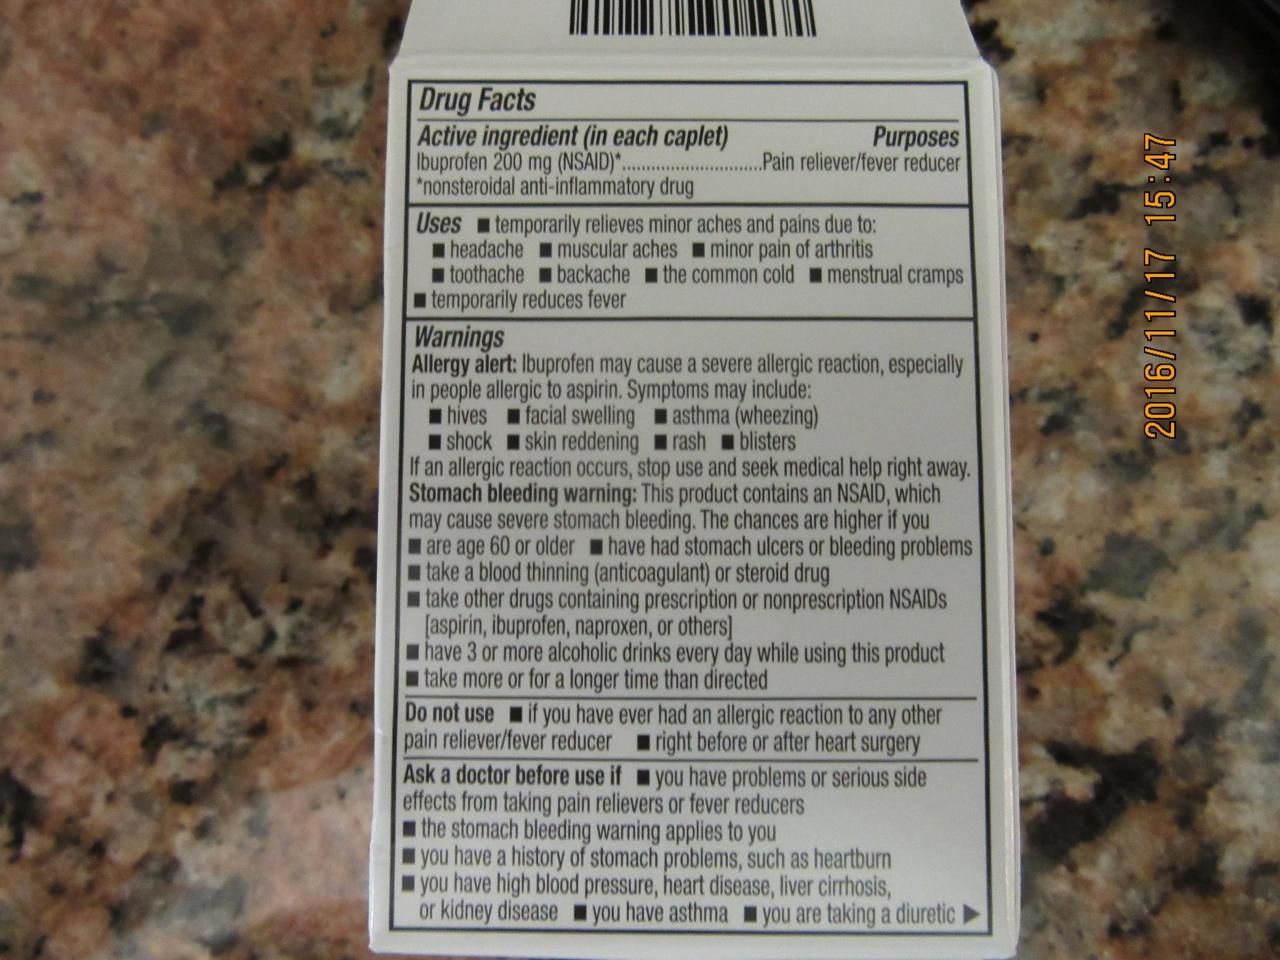 Drug Facts
Active ingredient (in each caplet) Purposes
Ibuprofen 200 mg (NSAID)*............................Pain reliever/fever reducer
*nonsteroidal anti-inflammatory drug
Uses ■ temporarily relieves minor aches and pains due to:
■ headache ■ muscular aches ■ minor pain of arthritis
■ toothache ■ backache ■ the common cold ■ menstrual cramps
■ temporarily reduces fever
Warnings
Allergy alert: Ibuprofen may cause a severe allergic reaction, especially
in people allergic to aspirin. Symptoms may include:
■ hives ■ facial swelling ■ asthma (wheezing)
■ shock ■ skin reddening ■ rash ■ blisters
If an allergic reaction occurs, stop use and seek medical help right away.
Stomach bleeding warning: This product contains an NSAID, which
may cause severe stomach bleeding. The chances are higher if you
■ are age 60 or older ■ have had stomach ulcers or bleeding problems
■ take a blood thinning (anticoagulant) or steroid drug
■ take other drugs containing prescription or nonprescription NSAIDs
[aspirin, ibuprofen, naproxen, or others]
■ have 3 or more alcoholic drinks every day while using this product
■ take more or for a longer time than directed
Do not use ■ if you have ever had an allergic reaction to any other
pain reliever/fever reducer ■ right before or after heart surgery
Ask a doctor before use if ■ you have problems or serious side
effects from taking pain relievers or fever reducers
■ the stomach bleeding warning applies to you
■ you have a history of stomach problems, such as heartburn
■ you have high blood pressure, heart disease, liver cirrhosis,
or kidney disease ■ you have asthma ■ you are taking a diuretic ▶
2016/11/17 15:47